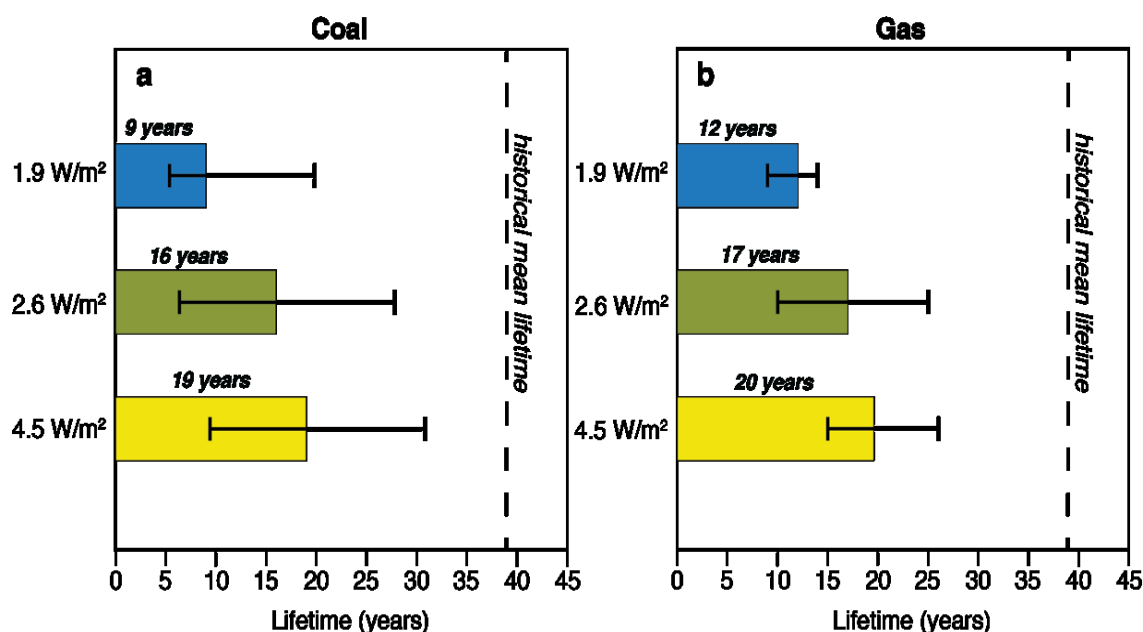 Coal
a
9 years
1.9 W/m²
16 years
2.6 W/m²
19 years
4.5 W/m²
historical mean lifetime
0 5 10 15 20 25 30 35 40 45
Lifetime (years)
Gas
b
12 years
1.9 W/m²
17 years
2.6 W/m²
20 years
4.5 W/m²
historical mean lifetime
0 5 10 15 20 25 30 35 40 45
Lifetime (years)